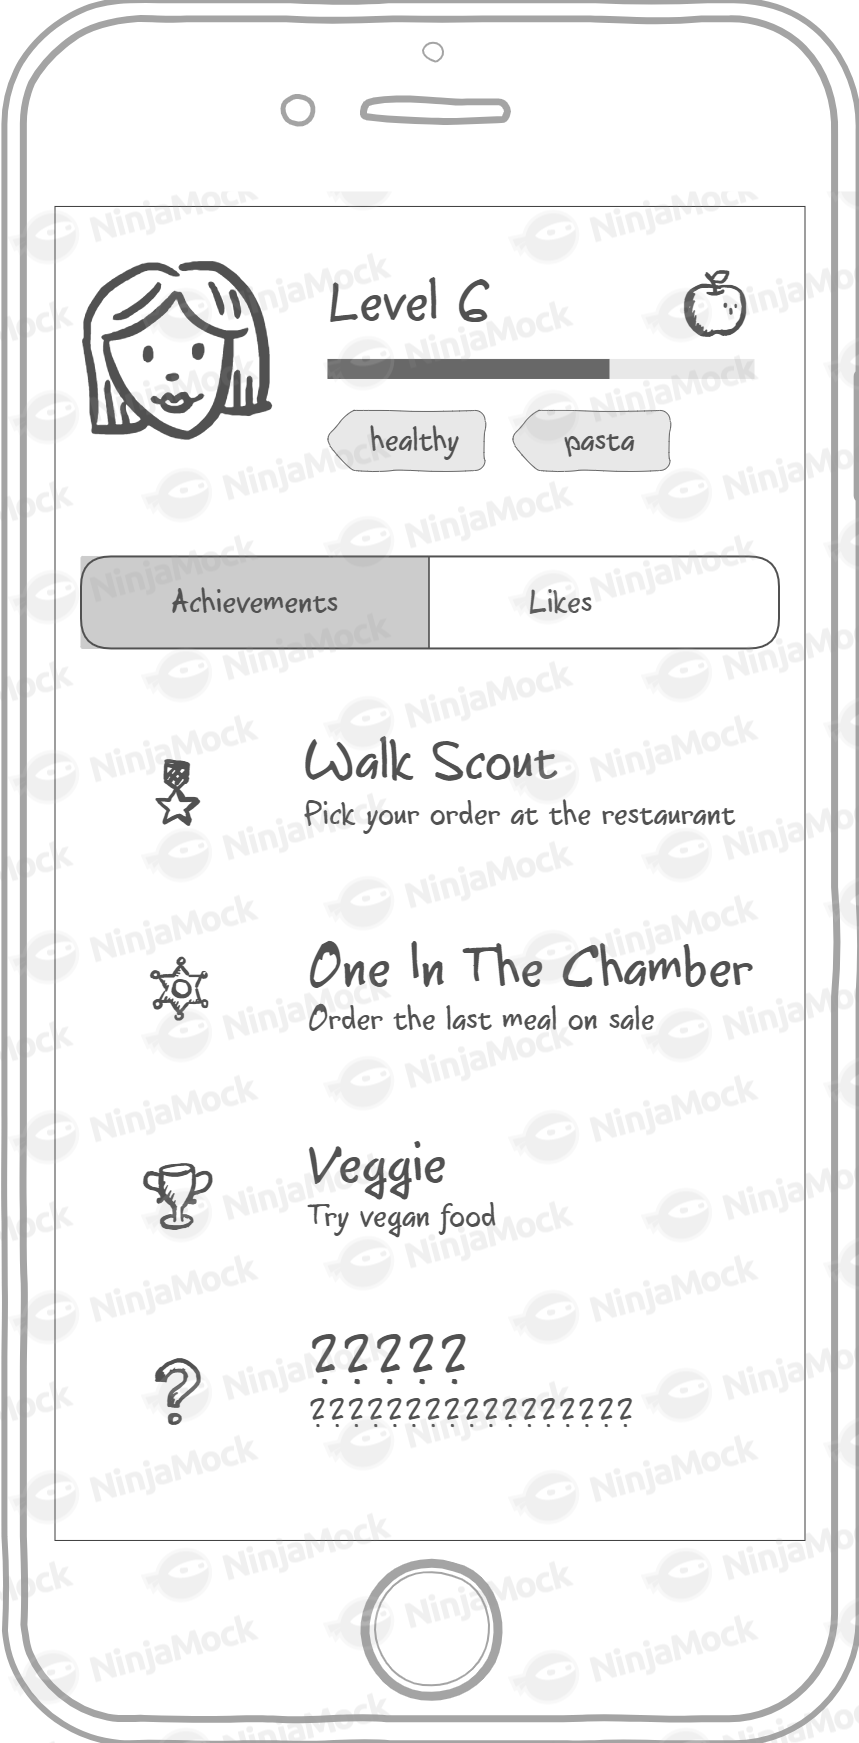 Level 6
healthy
pasta
Achievements
Likes
Walk Scout
Pick your order at the restaurant
One In The Chamber
Order the last meal on sale
Veggie
Try vegan food
?
?????
?????????????????
NinjaMock